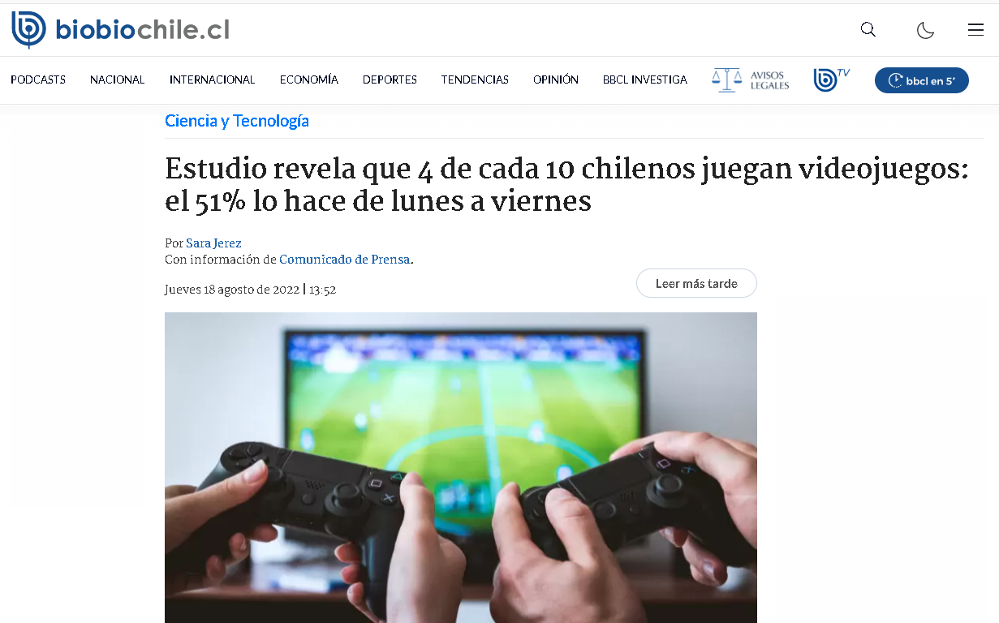 biobiochile.cl
PODCASTS NACIONAL INTERNACIONAL ECONOMÍA DEPORTES TENDENCIAS OPINIÓN BBCL INVESTIGA AVISOS LEGALES TV bbcl en 5'
Ciencia y Tecnología
Estudio revela que 4 de cada 10 chilenos juegan videojuegos:
el 51% lo hace de lunes a viernes
Por Sara Jerez
Con información de Comunicado de Prensa.
Jueves 18 agosto de 2022 | 13:52
Leer más tarde